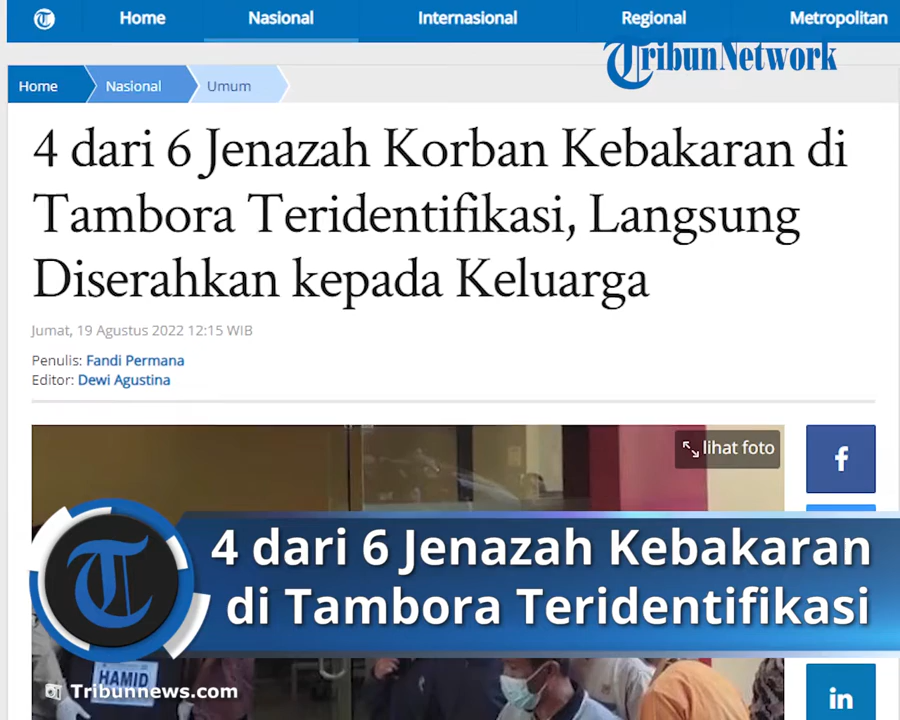 Home
Nasional
Internasional
Regional
Metropolitan
TribunNetwork
Home
Nasional
Umum
4 dari 6 Jenazah Korban Kebakaran di
Tambora Teridentifikasi, Langsung
Diserahkan kepada Keluarga
Jumat, 19 Agustus 2022 12:15 WIB
Penulis: Fandi Permana
Editor: Dewi Agustina
lihat foto
f
4 dari 6 Jenazah Kebakaran
di Tambora Teridentifikasi
T
HAMID
Tribunnews.com
in